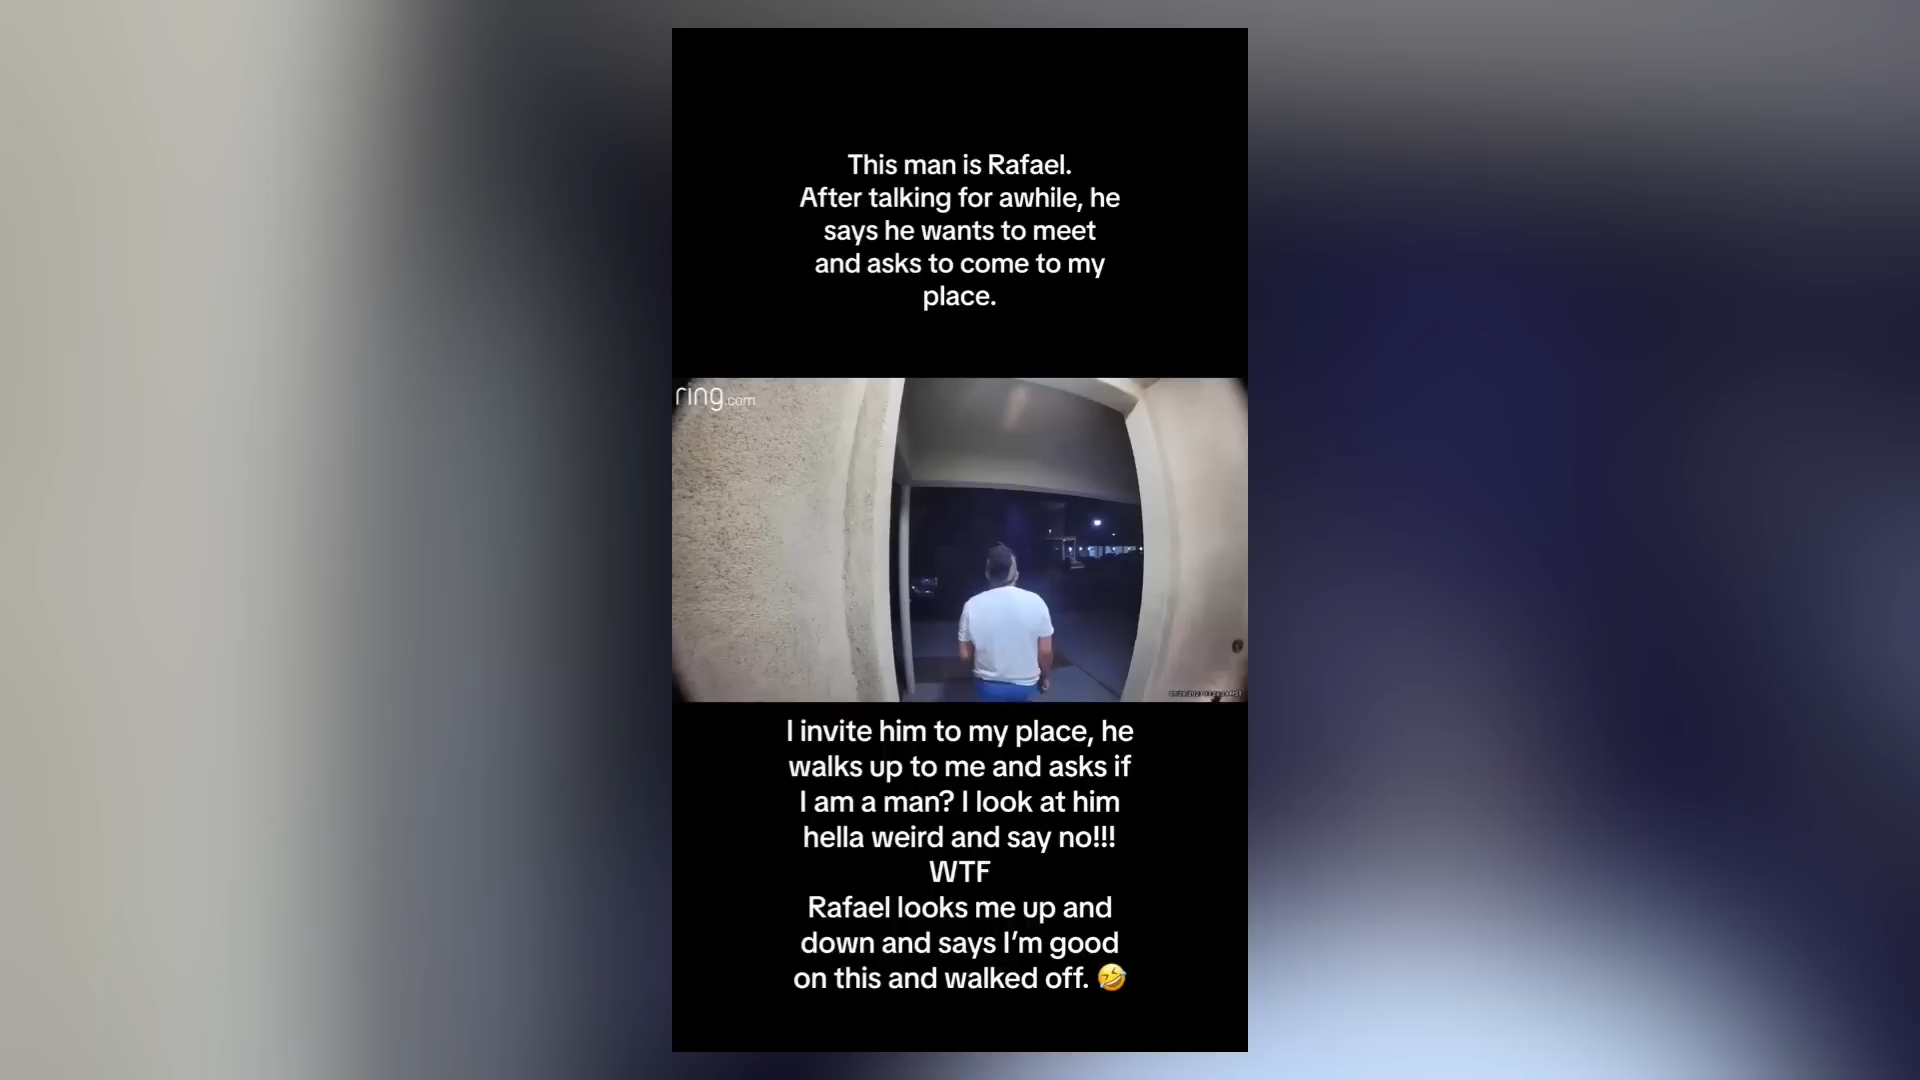 This man is Rafael.
After talking for awhile, he
says he wants to meet
and asks to come to my
place.
ring.com
I invite him to my place, he
walks up to me and asks if
I am a man? I look at him
hella weird and say no!!!
WTF
Rafael looks me up and
down and says I’m good
on this and walked off. 🤣